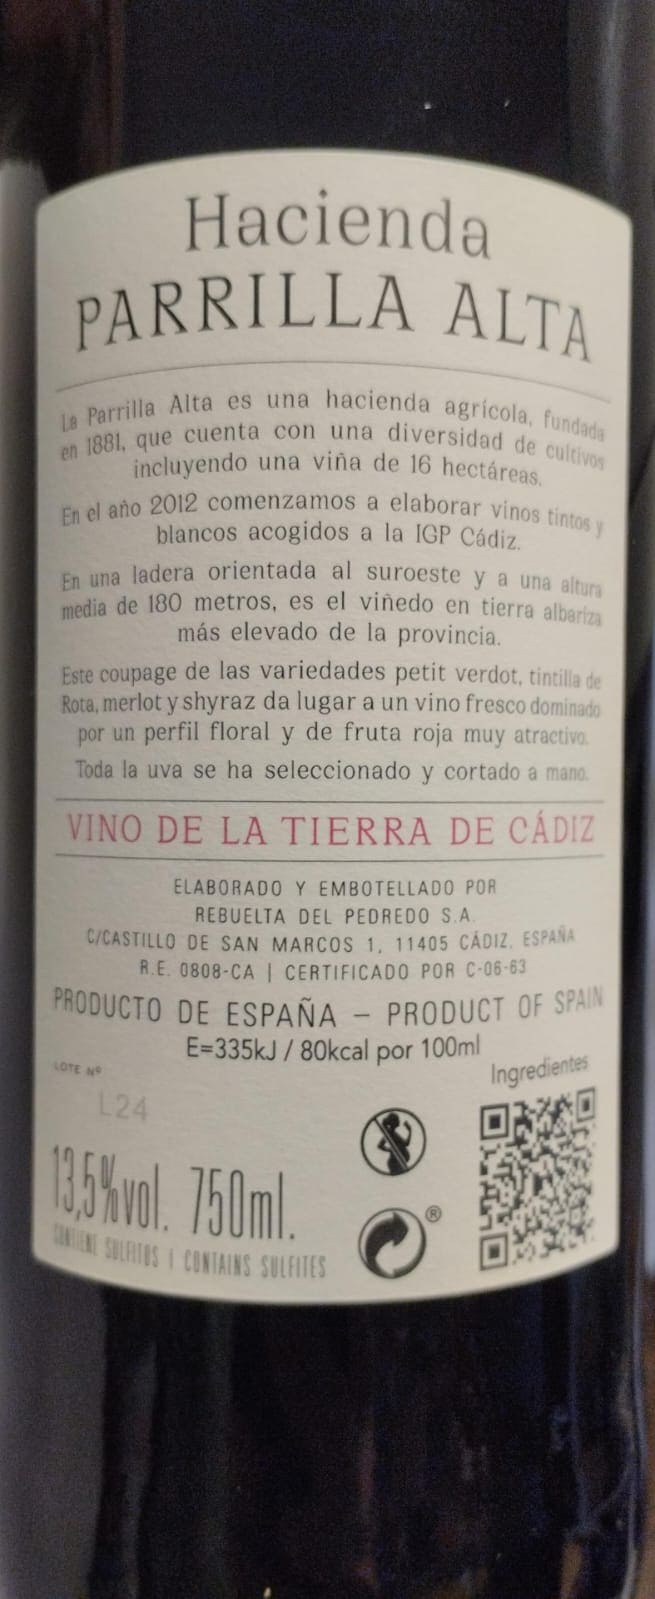 Hacienda
PARRILLA ALTA
La Parrilla Alta es una hacienda agrícola, fundada
en 1881, que cuenta con una diversidad de cultivos
incluyendo una viña de 16 hectáreas.
En el año 2012 comenzamos a elaborar vinos tintos y
blancos acogidos a la IGP Cádiz.
En una ladera orientada al suroeste y a una altura
media de 180 metros, es el viñedo en tierra albariza
más elevado de la provincia.
Este coupage de las variedades petit verdot, tintilla de
Rota, merlot y shyraz da lugar a un vino fresco dominado
por un perfil floral y de fruta roja muy atractivo.
Toda la uva se ha seleccionado y cortado a mano.
VINO DE LA TIERRA DE CÁDIZ
ELABORADO Y EMBOTELLADO POR
REBUELTA DEL PEDREDO S.A.
C/CASTILLO DE SAN MARCOS 1, 11405 CÁDIZ. ESPAÑA
R.E. 0808-CA | CERTIFICADO POR C-06-63
PRODUCTO DE ESPAÑA – PRODUCT OF SPAIN
E=335kJ / 80kcal por 100ml
LOTE Nº
Ingredientes
L24
13,5%vol. 750ml.
®
CONTIENE SULFITOS | CONTAINS SULFITES